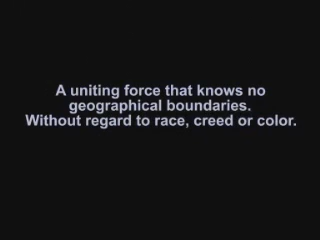 A uniting force that knows no
geographical boundaries.
Without regard to race, creed or color.